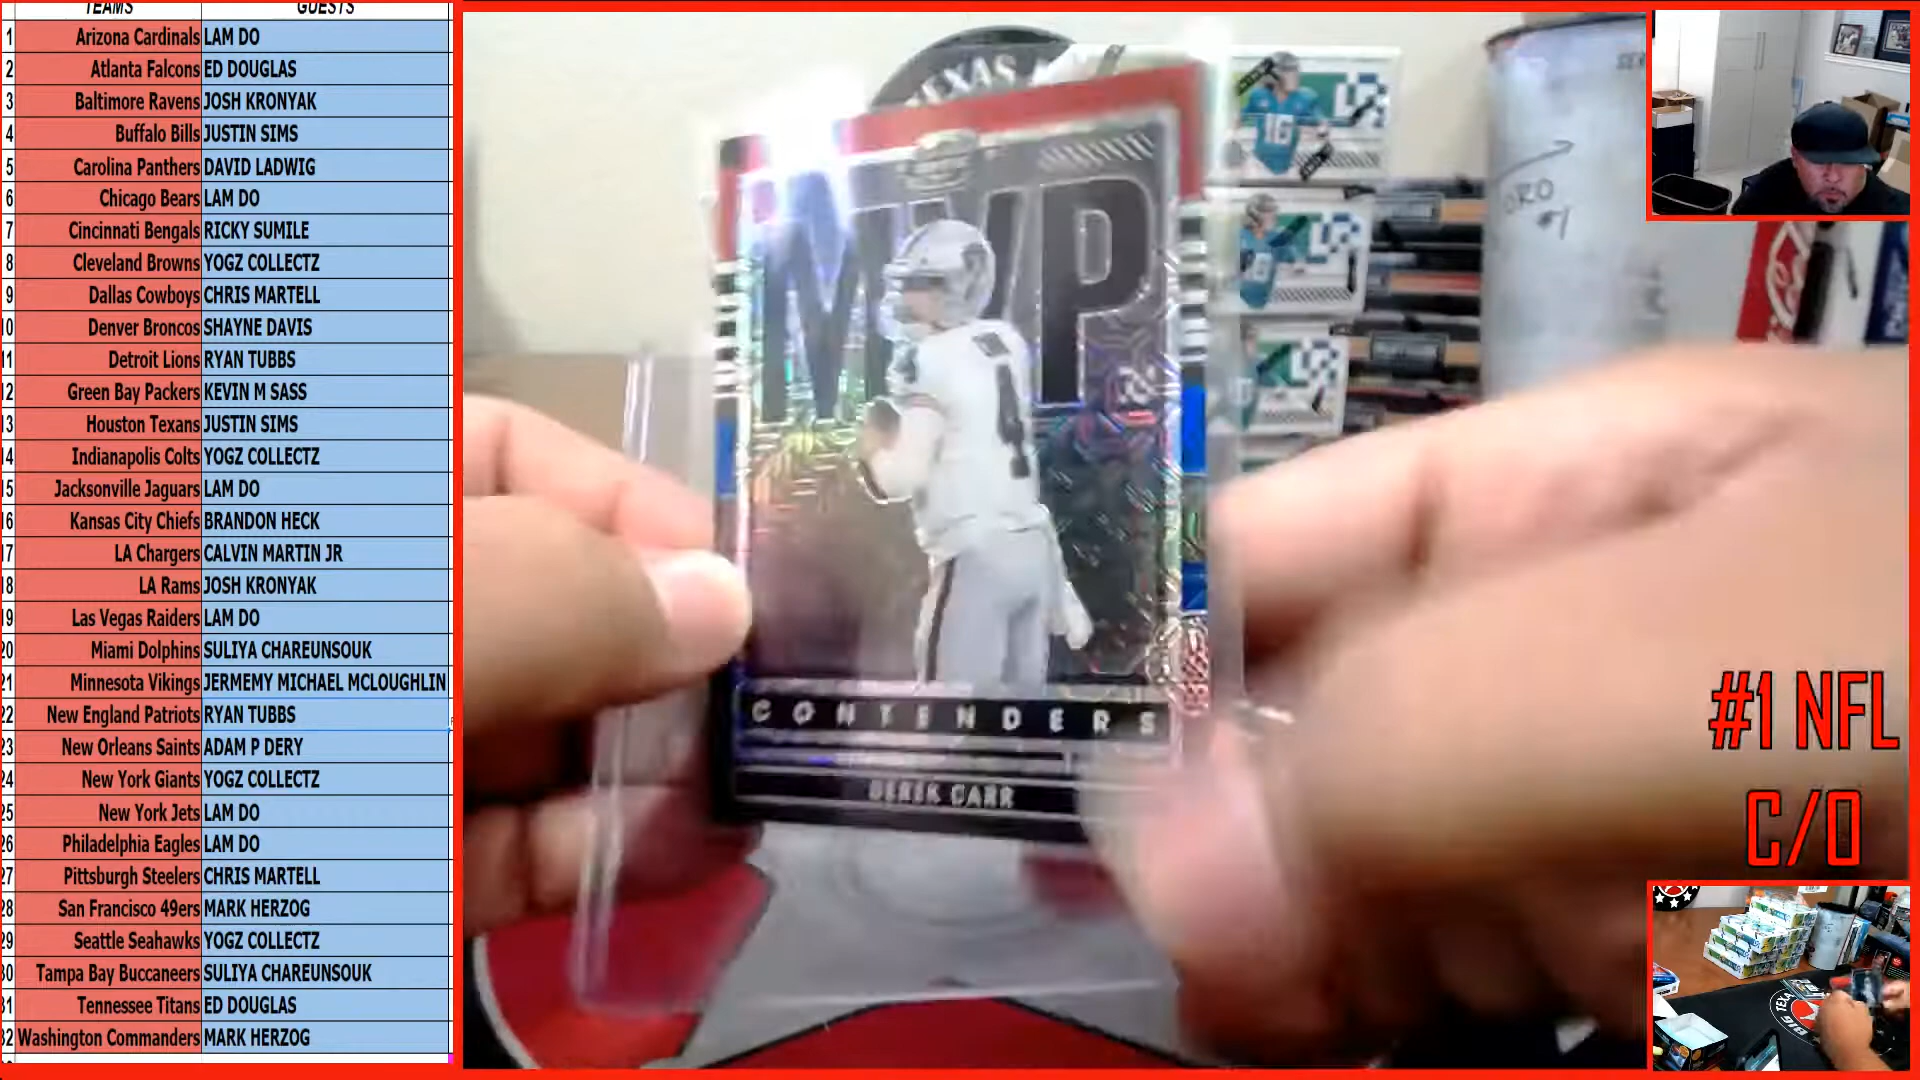 TEAMS GUESTS
1 Arizona Cardinals LAM DO
2 Atlanta Falcons ED DOUGLAS
3 Baltimore Ravens JOSH KRONYAK
4 Buffalo Bills JUSTIN SIMS
5 Carolina Panthers DAVID LADWIG
6 Chicago Bears LAM DO
7 Cincinnati Bengals RICKY SUMILE
8 Cleveland Browns YOGZ COLLECTZ
9 Dallas Cowboys CHRIS MARTELL
10 Denver Broncos SHAYNE DAVIS
11 Detroit Lions RYAN TUBBS
12 Green Bay Packers KEVIN M SASS
13 Houston Texans JUSTIN SIMS
14 Indianapolis Colts YOGZ COLLECTZ
15 Jacksonville Jaguars LAM DO
16 Kansas City Chiefs BRANDON HECK
17 LA Chargers CALVIN MARTIN JR
18 LA Rams JOSH KRONYAK
19 Las Vegas Raiders LAM DO
20 Miami Dolphins SULIYA CHAREUNSOUK
21 Minnesota Vikings JERMEMY MICHAEL MCLOUGHLIN
22 New England Patriots RYAN TUBBS
23 New Orleans Saints ADAM P DERY
24 New York Giants YOGZ COLLECTZ
25 New York Jets LAM DO
26 Philadelphia Eagles LAM DO
27 Pittsburgh Steelers CHRIS MARTELL
28 San Francisco 49ers MARK HERZOG
29 Seattle Seahawks YOGZ COLLECTZ
30 Tampa Bay Buccaneers SULIYA CHAREUNSOUK
31 Tennessee Titans ED DOUGLAS
32 Washington Commanders MARK HERZOG
TEXAS
MVP
4
CONTENDERS
DEREK CARR
16
#1
#1 NFL
C/O
BIG TEXA